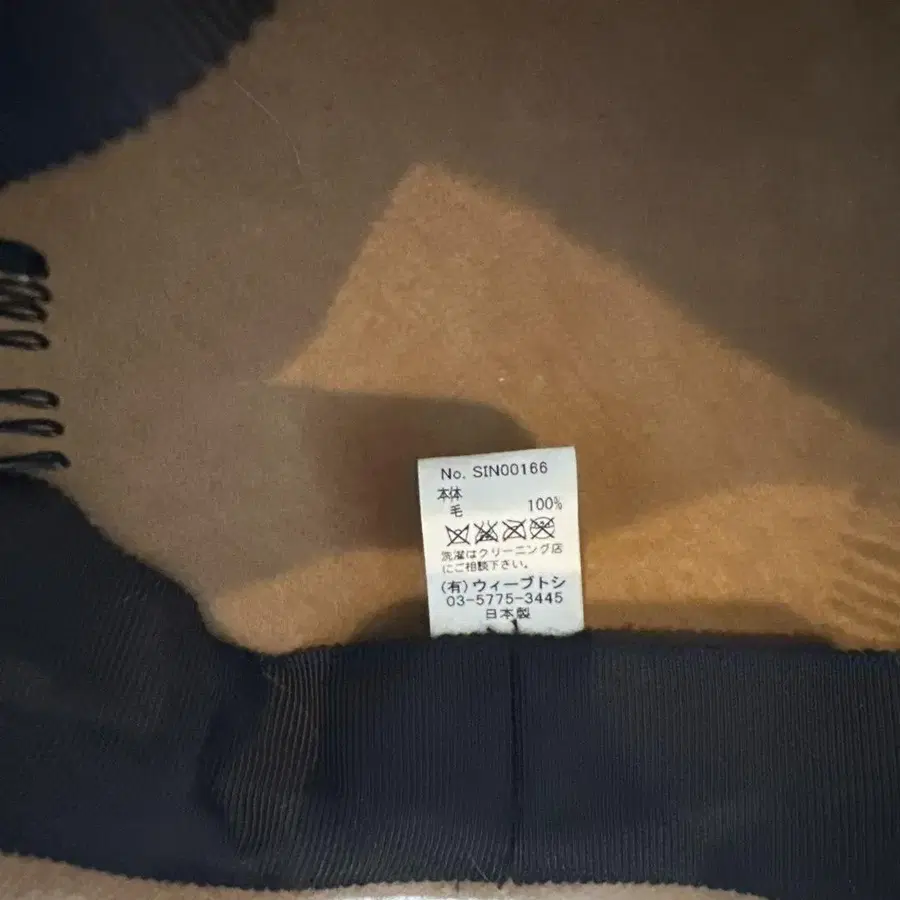 No. SIN00166
本体
毛 100%
洗濯はクリーニング店
にご相談下さい。
(有)ウィーブトシ
03-5775-3445
日本製